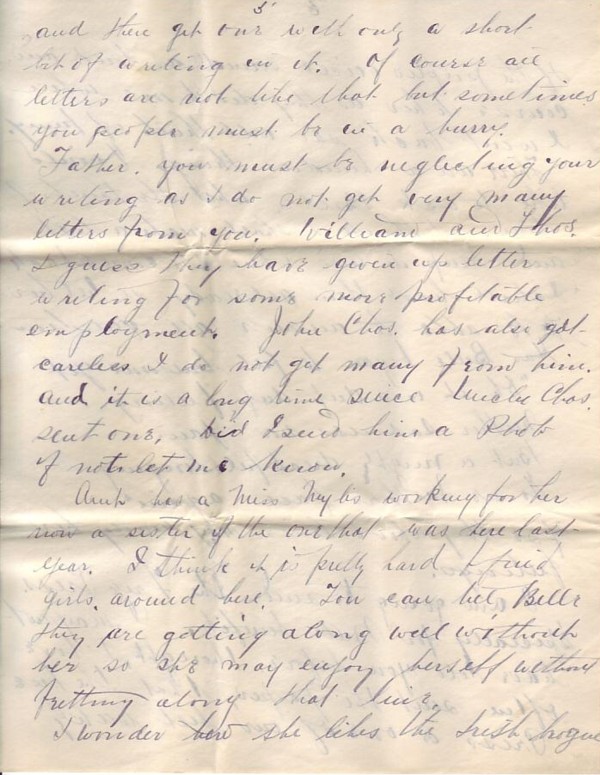 5
and there get one with only a short
bit of writing in it. Of course all
letters are not like that but sometimes
you people must be in a hurry.
Father, you must be neglecting your
writing as I do not get very many
letters from you. William and Thos.
I guess they have given up letter
writing for some more profitable
employment. John Chas. has also got
careless I do not get many from him.
and it is a long time since Uncle Chas.
sent one, Did I send him a Photo
if not let me know.
Aunt has a Miss working for her
now a sister of the one that was here last
year. I think it is pretty hard to find
girls around here. You can bet Belle
they are getting along well without
her so she may enjoy herself without
fretting along that line.
I wonder how she likes the Irish brogue